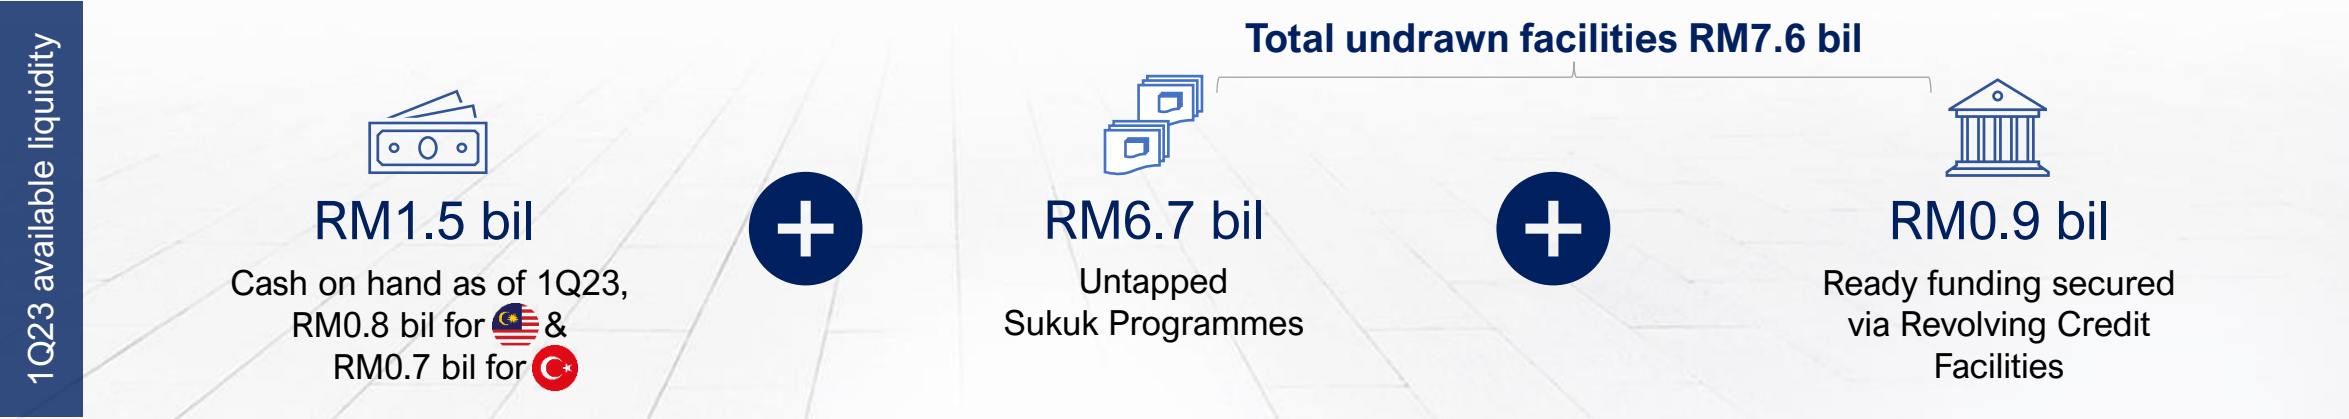 1Q23 available liquidity
Total undrawn facilities RM7.6 bil
RM1.5 bil
Cash on hand as of 1Q23,
RM0.8 bil for &
RM0.7 bil for
RM6.7 bil
Untapped
Sukuk Programmes
RM0.9 bil
Ready funding secured
via Revolving Credit
Facilities